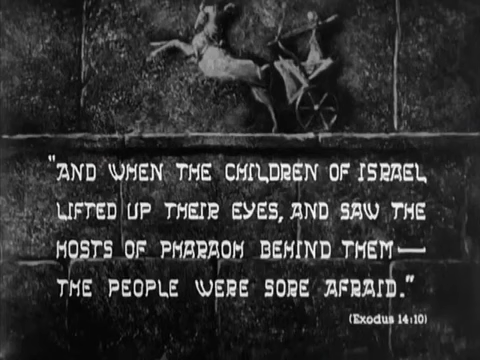 "AND WHEN THE CHILDREN OF ISRAEL
LIFTED UP THEIR EYES, AND SAW THE
HOSTS OF PHARAOH BEHIND THEM—
THE PEOPLE WERE SORE AFRAID."
(Exodus 14:10)